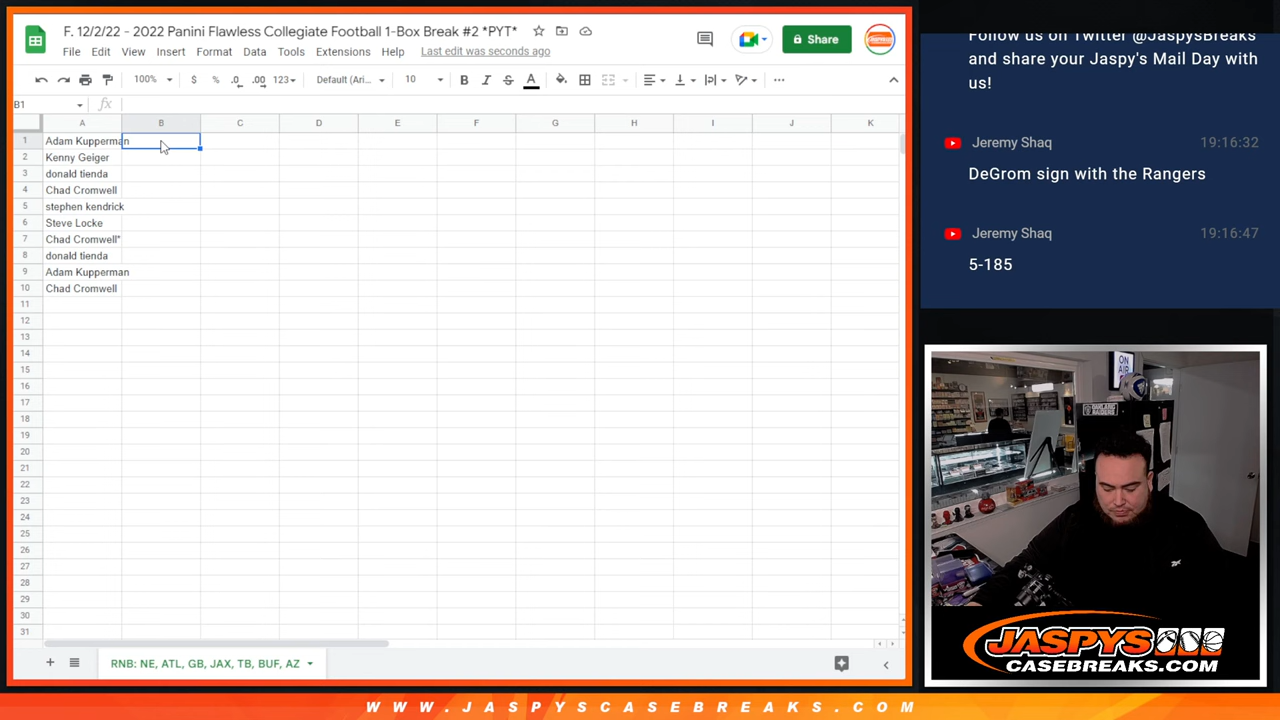 F. 12/2/22 - 2022 Panini Flawless Collegiate Football 1-Box Break #2 *PYT*
File Edit View Insert Format Data Tools Extensions Help Last edit was seconds ago
Share
100% $ % .0 .00 123 Default (Ari... 10 B I S A
B1 fx
A B C D E F G H I J K
1 Adam Kupperman
2 Kenny Geiger
3 donald tienda
4 Chad Cromwell
5 stephen kendrick
6 Steve Locke
7 Chad Cromwell*
8 donald tienda
9 Adam Kupperman
10 Chad Cromwell
11
12
13
14
15
16
17
18
19
20
21
22
23
24
25
26
27
28
29
30
31
RNB: NE, ATL, GB, JAX, TB, BUF, AZ
Follow us on Twitter @JaspysBreaks
and share your Jaspy's Mail Day with
us!
Jeremy Shaq 19:16:32
DeGrom sign with the Rangers
Jeremy Shaq 19:16:47
5-185
ON
AIR
OAKLAND
RAIDERS
JASPYS
CASEBREAKS.COM
WWW.JASPYSCASEBREAKS.COM